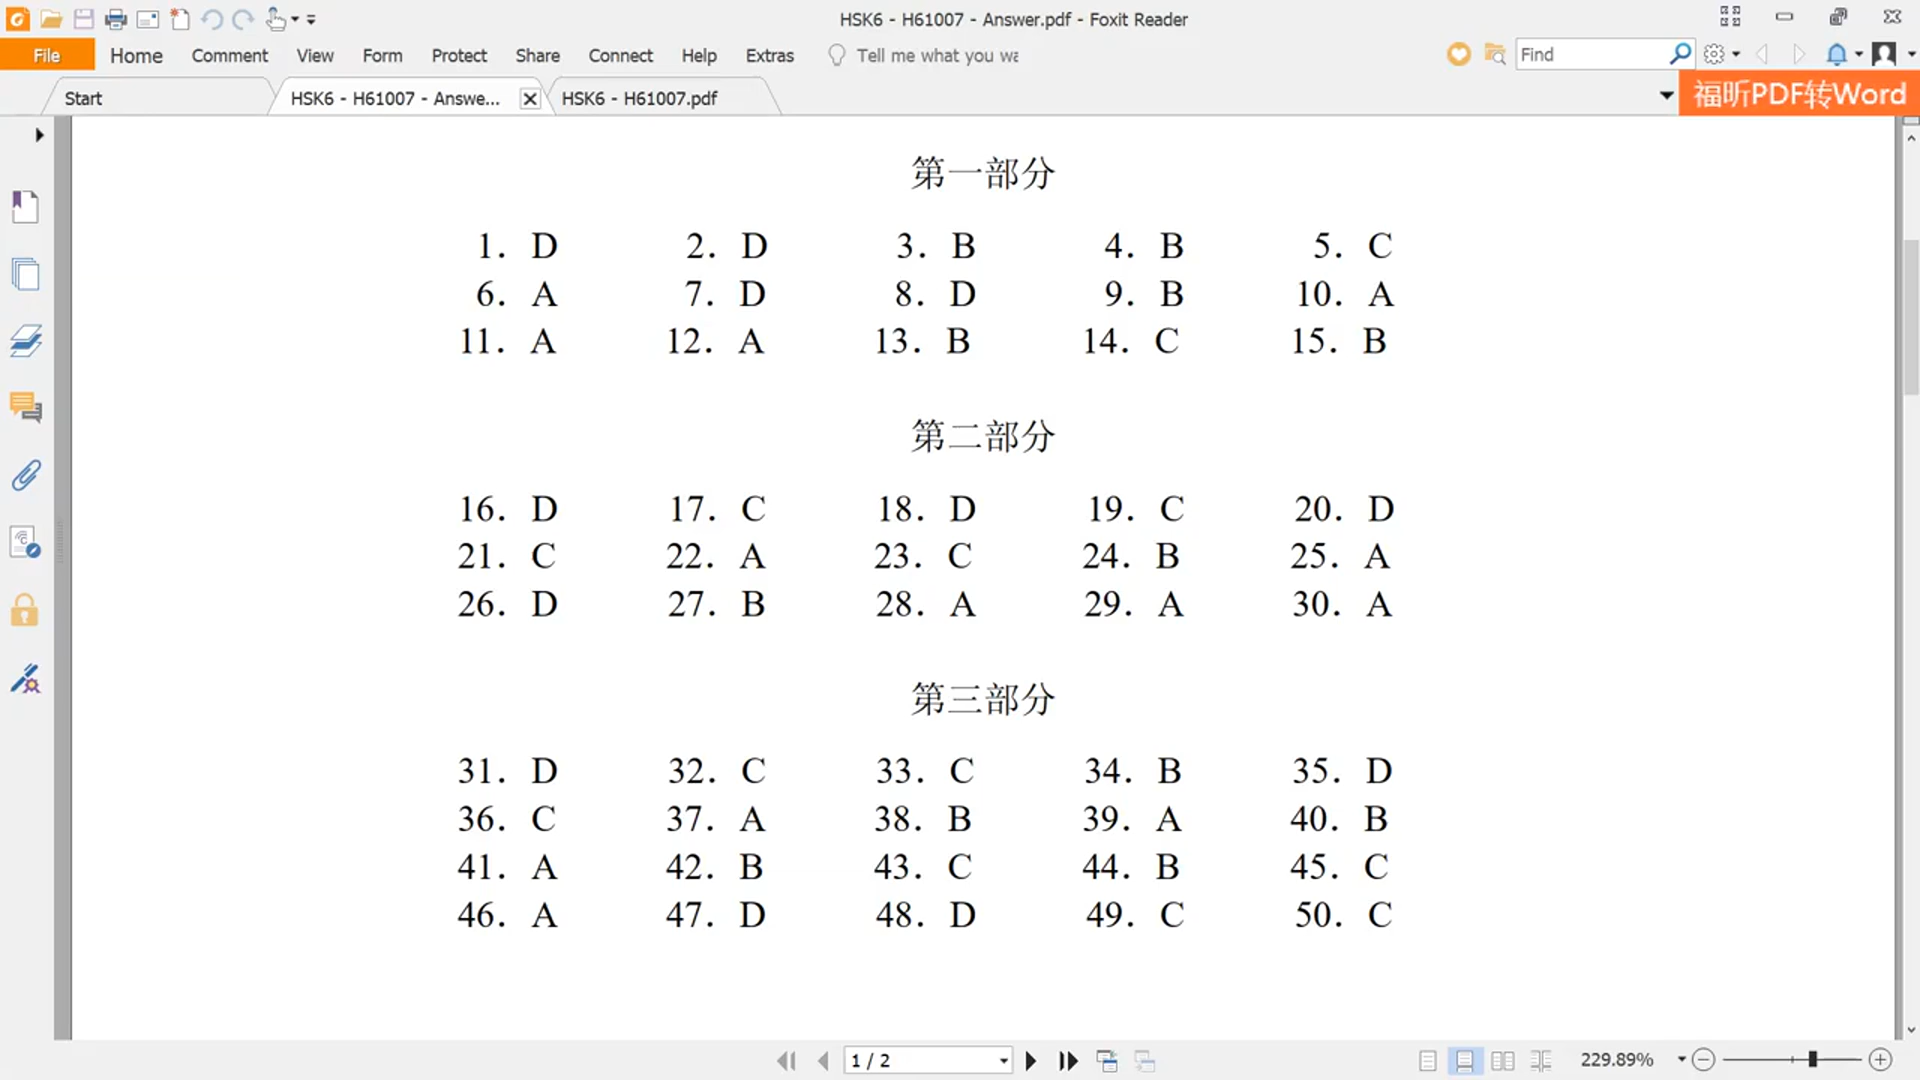 HSK6 - H61007 - Answer.pdf - Foxit Reader
File Home Comment View Form Protect Share Connect Help Extras Tell me what you wa Find
Start HSK6 - H61007 - Answe... HSK6 - H61007.pdf 福昕PDF转Word
第一部分
1. D 2. D 3. B 4. B 5. C
6. A 7. D 8. D 9. B 10. A
11. A 12. A 13. B 14. C 15. B
第二部分
16. D 17. C 18. D 19. C 20. D
21. C 22. A 23. C 24. B 25. A
26. D 27. B 28. A 29. A 30. A
第三部分
31. D 32. C 33. C 34. B 35. D
36. C 37. A 38. B 39. A 40. B
41. A 42. B 43. C 44. B 45. C
46. A 47. D 48. D 49. C 50. C
1 / 2 229.89%